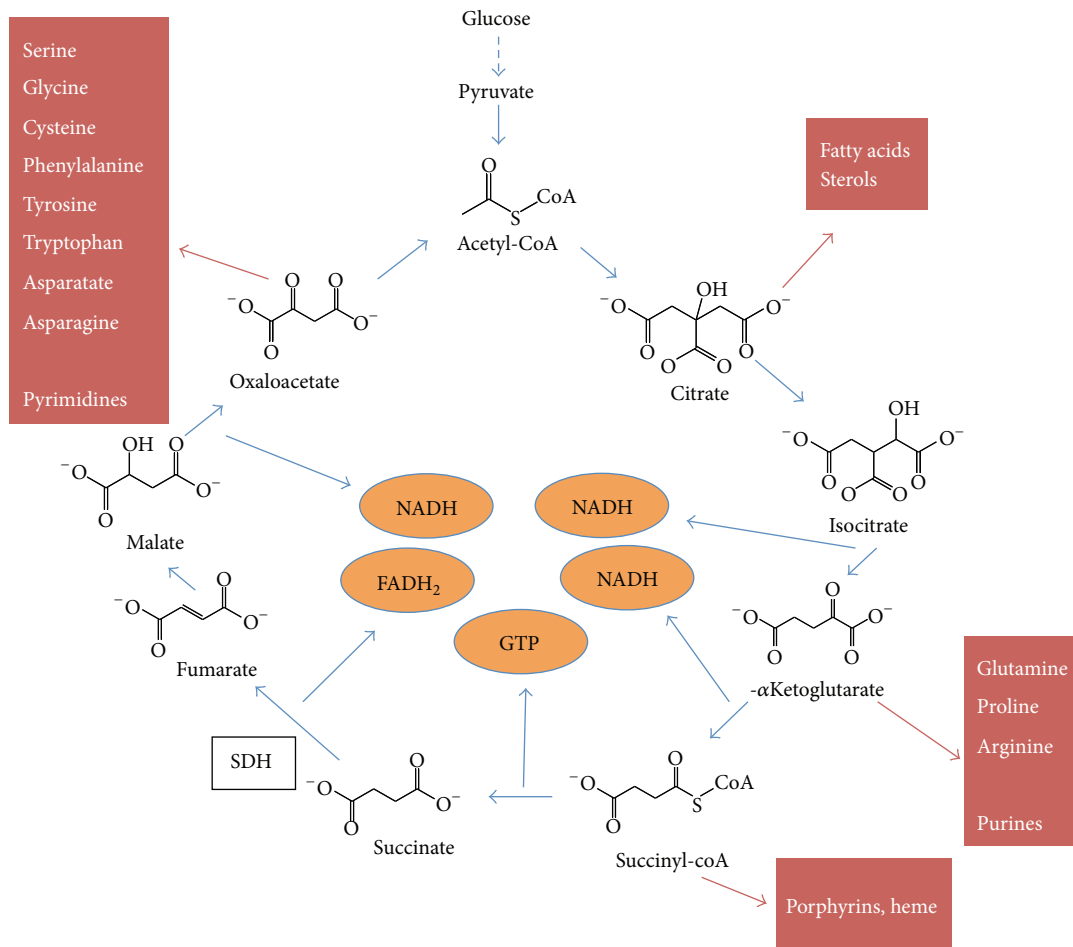 Glucose
Pyruvate
O
CoA
S
Acetyl-CoA
Serine
Glycine
Cysteine
Phenylalanine
Tyrosine
Tryptophan
Asparatate
Asparagine
Pyrimidines
Fatty acids
Sterols
O O
⁻O
O⁻
O
Oxaloacetate
OH
⁻O O⁻
O O
O O
Citrate
OH
⁻O O⁻
O O
O O
Isocitrate
OH O
⁻O
O⁻
O
Malate
NADH
NADH
FADH₂
NADH
GTP
O
⁻O
O⁻
O
Fumarate
O
⁻O O⁻
O O
-αKetoglutarate
Glutamine
Proline
Arginine
Purines
SDH
O
⁻O
O⁻
O
Succinate
O
⁻O CoA
S
O
Succinyl-coA
Porphyrins, heme